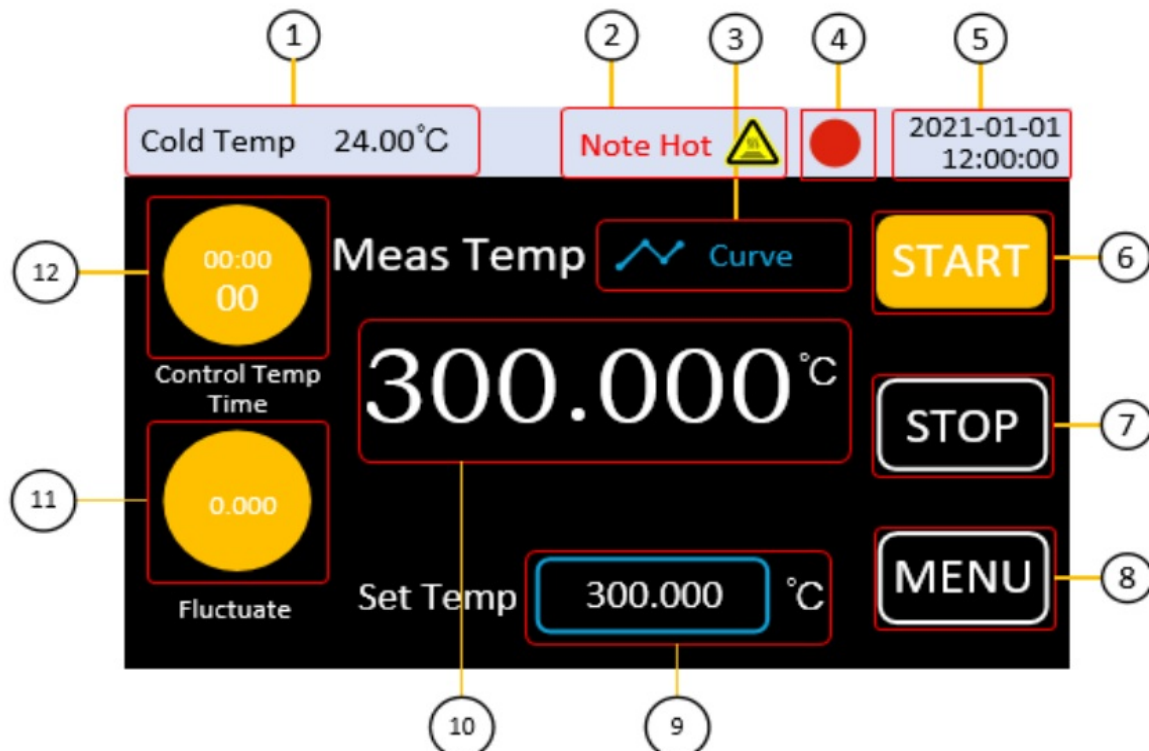 1
2
3
4
5
Cold Temp 24.00°C
Note Hot
2021-01-01
12:00:00
12
00:00
00
Control Temp
Time
Meas Temp
Curve
START
6
300.000°C
STOP
7
11
0.000
Fluctuate
Set Temp 300.000 °C
MENU
8
10
9